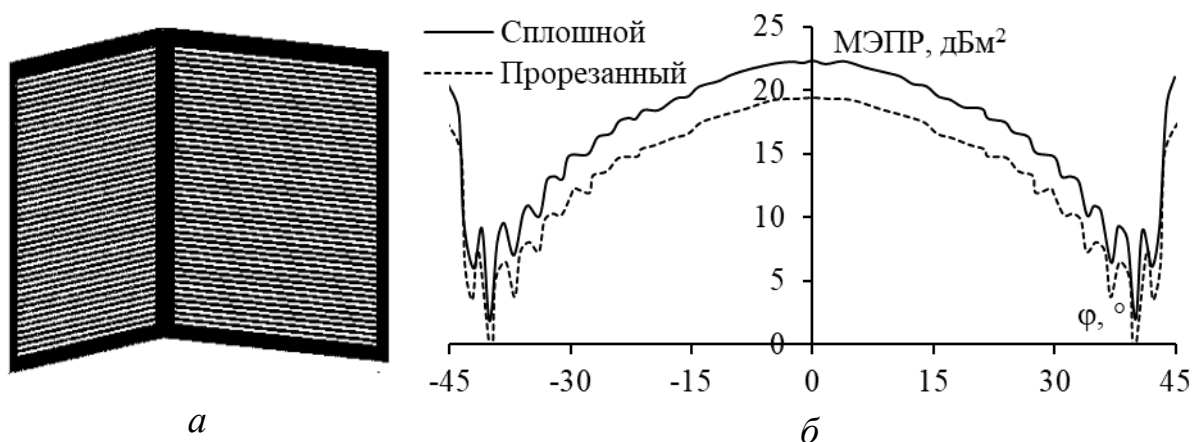 Сплошной
Прорезанный
МЭПР, дБм²
25
20
15
10
5
0
φ, °
-45 -30 -15 0 15 30 45
а б